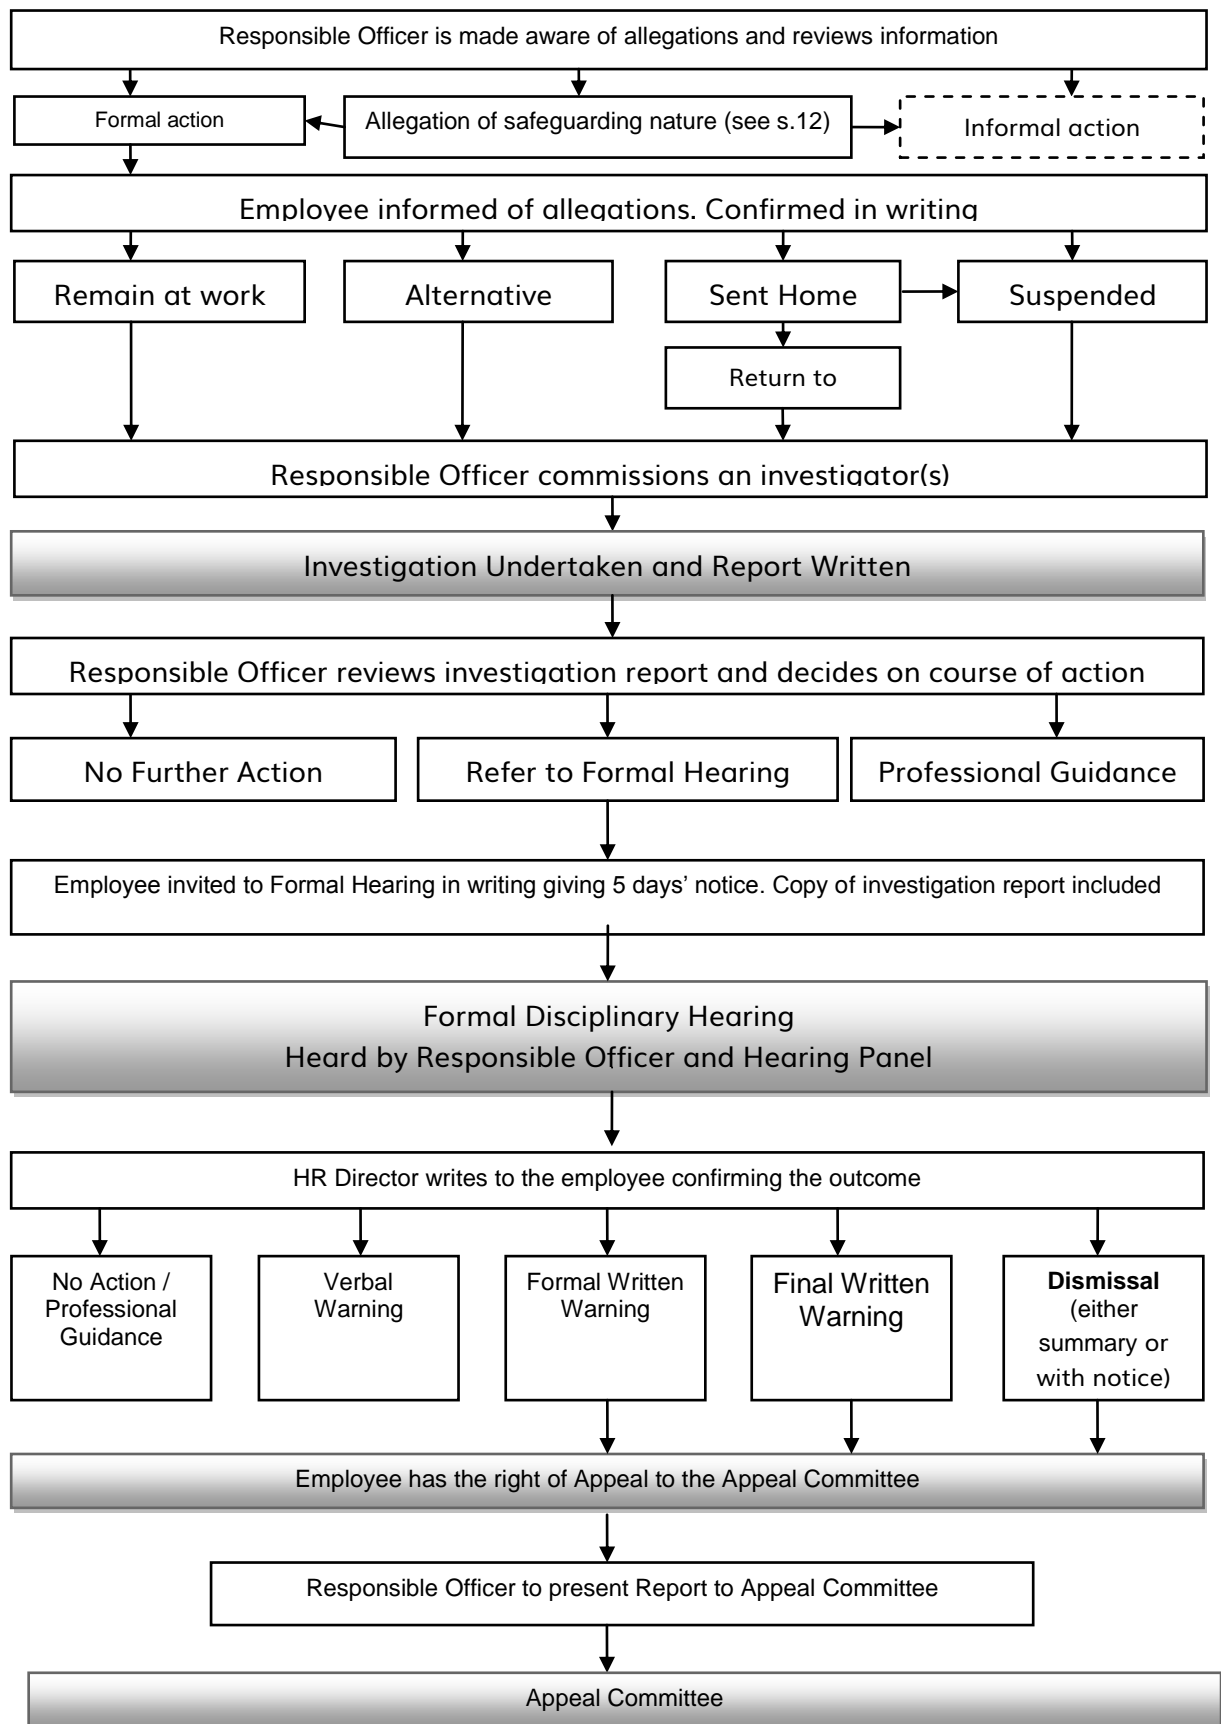 Responsible Officer is made aware of allegations and reviews information
Formal action
Allegation of safeguarding nature (see s.12)
Informal action
Employee informed of allegations. Confirmed in writing
Remain at work
Alternative
Sent Home
Suspended
Return to
Responsible Officer commissions an investigator(s)
Investigation Undertaken and Report Written
Responsible Officer reviews investigation report and decides on course of action
No Further Action
Refer to Formal Hearing
Professional Guidance
Employee invited to Formal Hearing in writing giving 5 days’ notice. Copy of investigation report included
Formal Disciplinary Hearing
Heard by Responsible Officer and Hearing Panel
HR Director writes to the employee confirming the outcome
No Action /
Professional
Guidance
Verbal
Warning
Formal Written
Warning
Final Written
Warning
Dismissal
(either
summary or
with notice)
Employee has the right of Appeal to the Appeal Committee
Responsible Officer to present Report to Appeal Committee
Appeal Committee